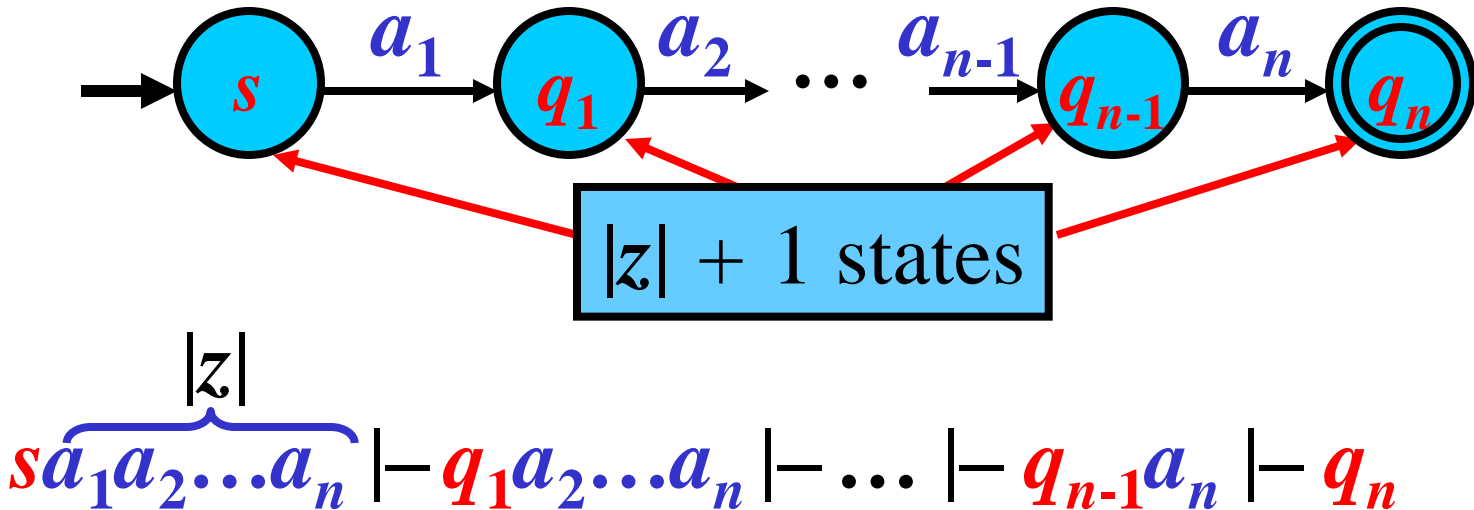 a₁ a₂ ... aₙ₋₁ aₙ
s q₁ qₙ₋₁ qₙ
|z| + 1 states
|z|
sa₁a₂…aₙ |– q₁a₂…aₙ |– … |– qₙ₋₁aₙ |– qₙ